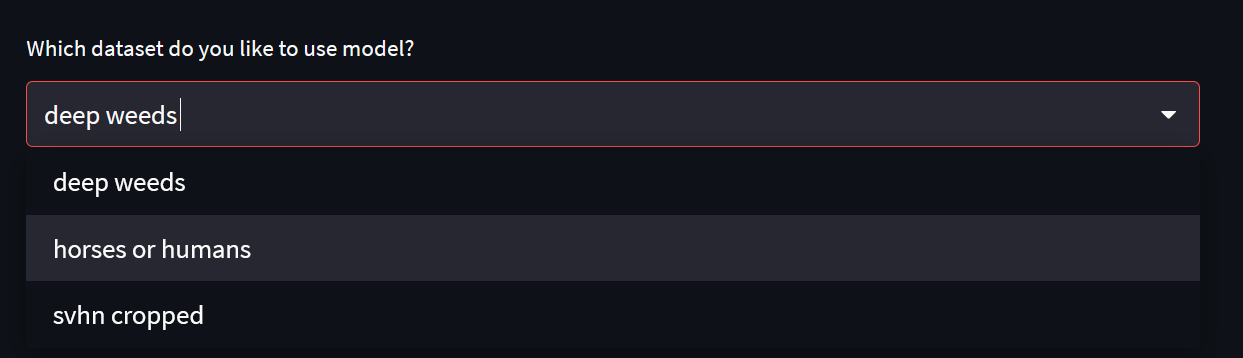 Which dataset do you like to use model?
deep weeds
deep weeds
horses or humans
svhn cropped